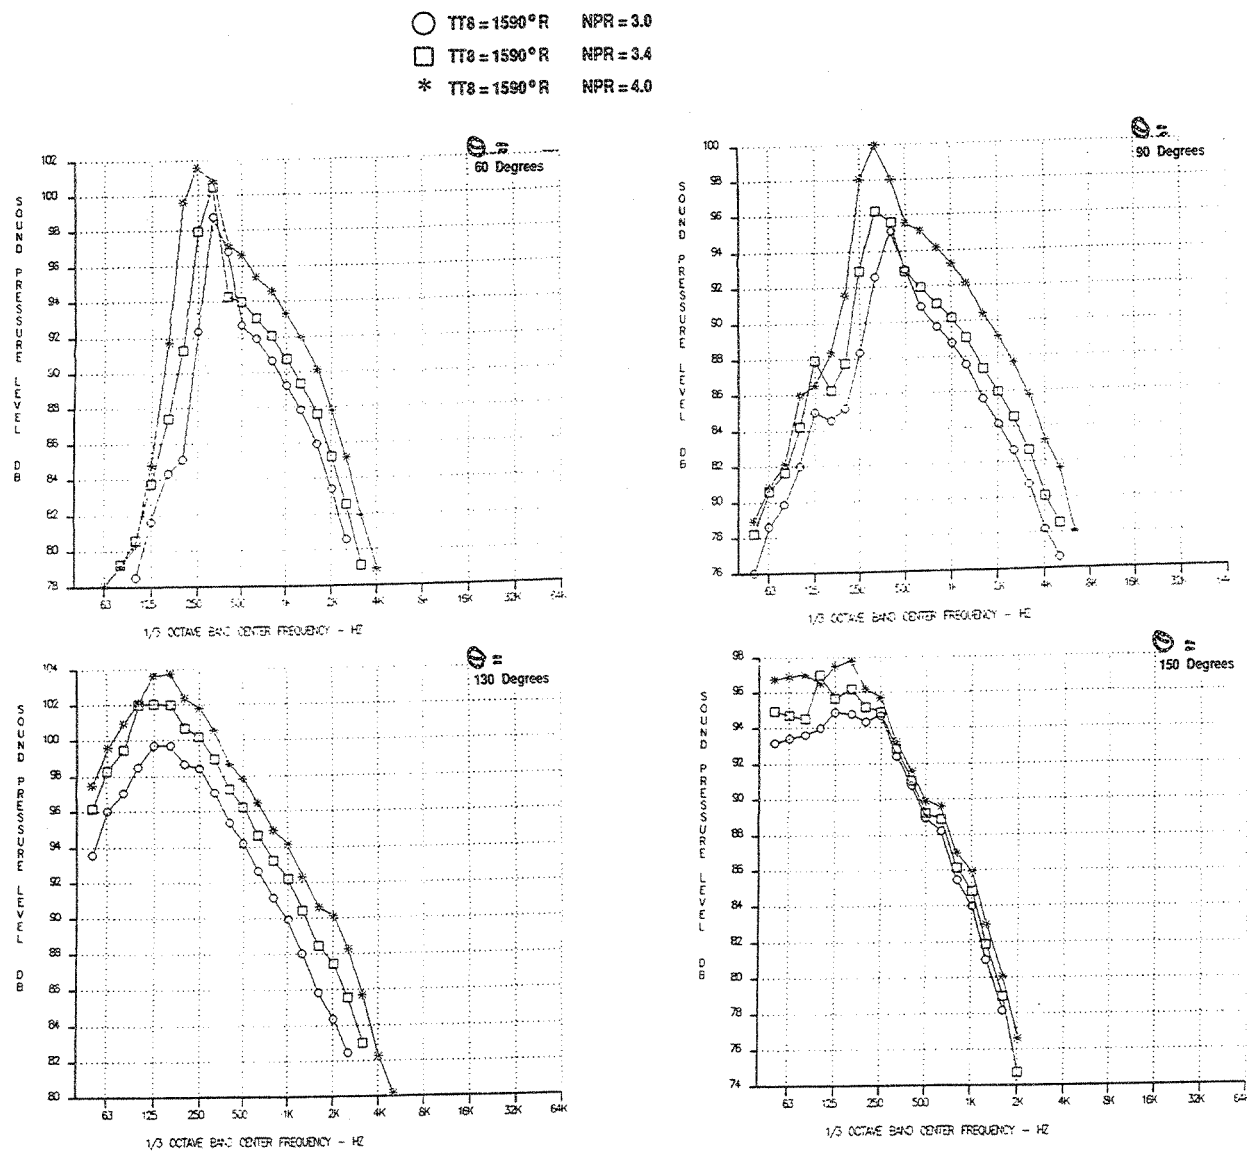 TT8 = 1590° R NPR = 3.0
TT8 = 1590° R NPR = 3.4
TT8 = 1590° R NPR = 4.0
Θ =
60 Degrees
102
100
98
96
94
92
90
88
86
84
82
80
78
SOUND PRESSURE LEVEL DB
63 125 250 500 1K 2K 4K 8K 16K 32K 64K
1/3 OCTAVE BAND CENTER FREQUENCY - HZ
Θ =
90 Degrees
100
98
96
94
92
90
88
86
84
82
80
78
76
SOUND PRESSURE LEVEL DB
63 125 250 500 1K 2K 4K 8K 16K 32K
1/3 OCTAVE BAND CENTER FREQUENCY - HZ
Θ =
130 Degrees
104
102
100
98
96
94
92
90
88
86
84
82
80
SOUND PRESSURE LEVEL DB
63 125 250 500 1K 2K 4K 8K 16K 32K 64K
1/3 OCTAVE BAND CENTER FREQUENCY - HZ
Θ =
150 Degrees
98
96
94
92
90
88
86
84
82
80
78
76
74
SOUND PRESSURE LEVEL DB
63 125 250 500 1K 2K 4K 8K 16K 32K
1/3 OCTAVE BAND CENTER FREQUENCY - HZ